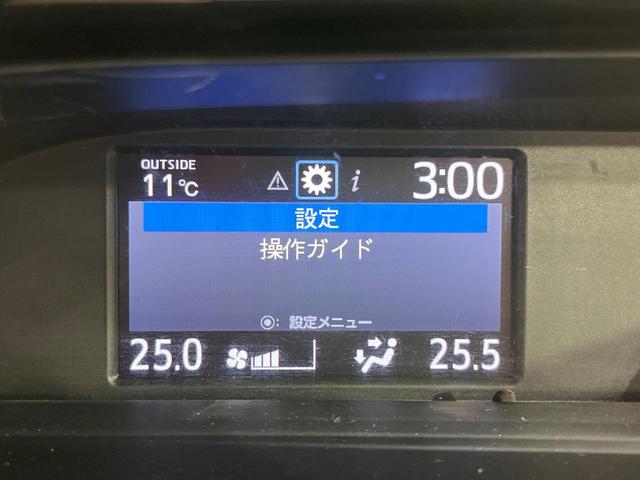 OUTSIDE
11℃
i
3:00
設定
操作ガイド
◉: 設定メニュー
25.0
25.5